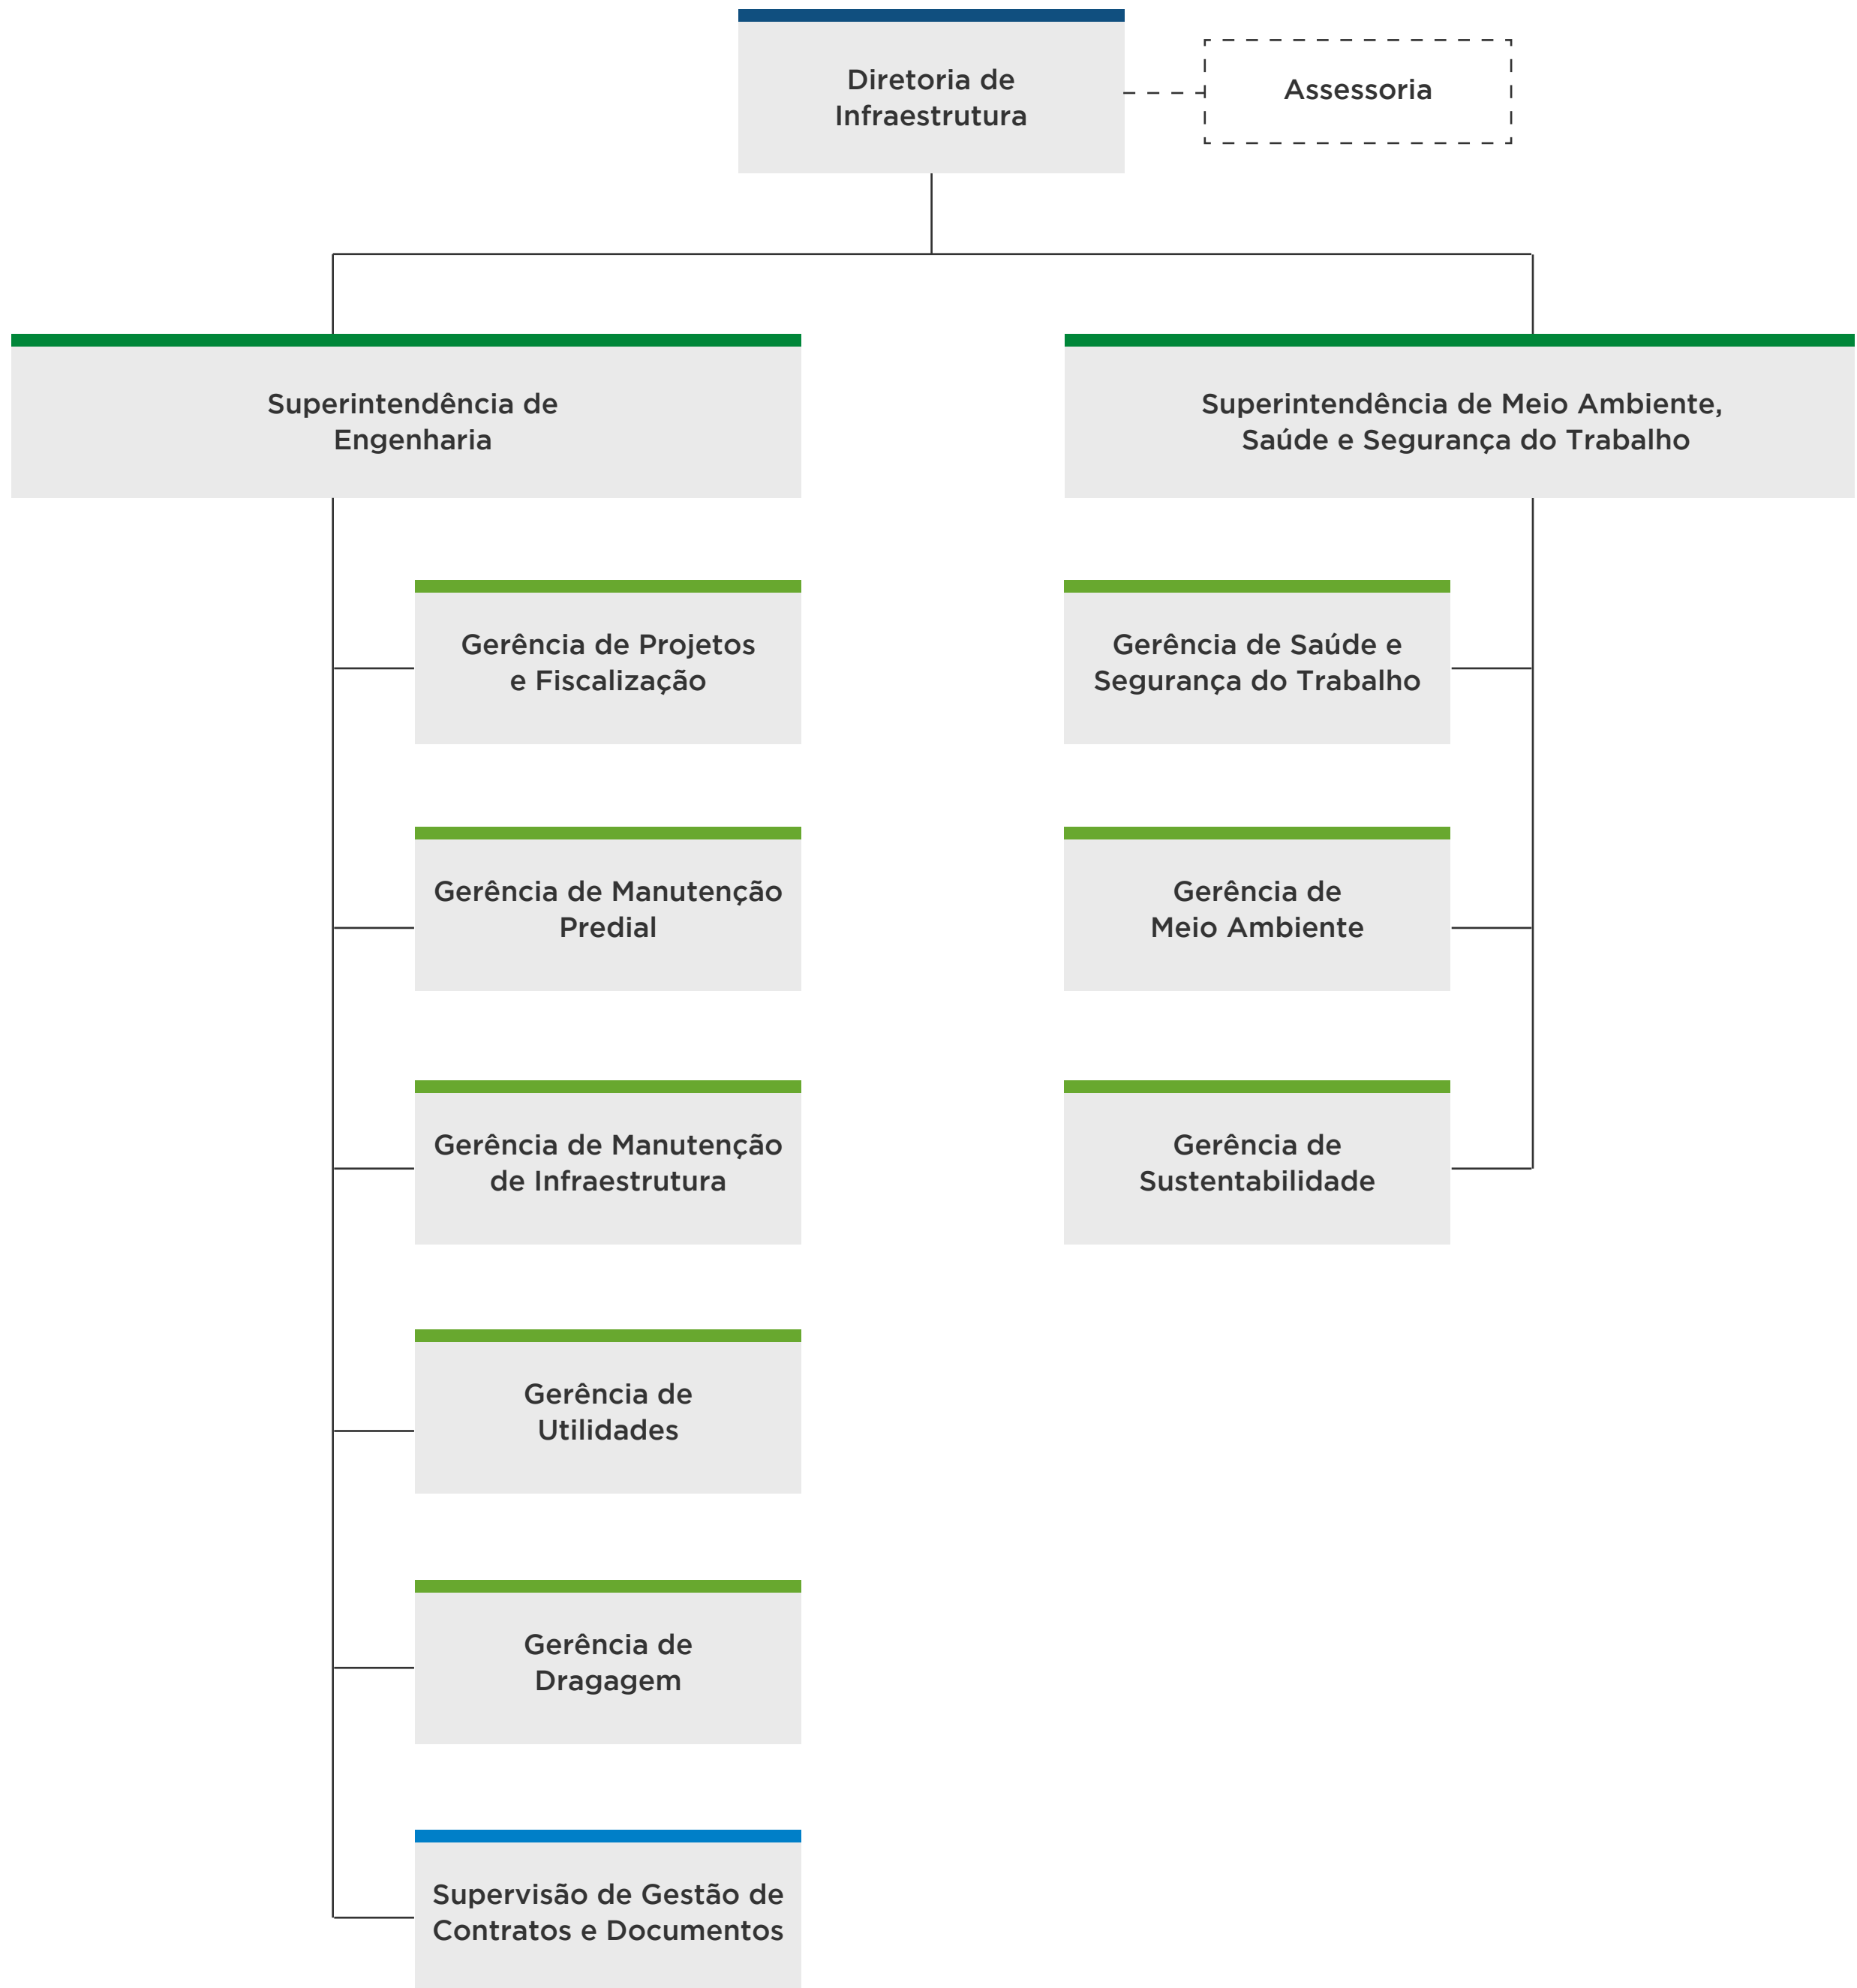 Diretoria de
Infraestrutura
Assessoria
Superintendência de
Engenharia
Superintendência de Meio Ambiente,
Saúde e Segurança do Trabalho
Gerência de Projetos
e Fiscalização
Gerência de Saúde e
Segurança do Trabalho
Gerência de Manutenção
Predial
Gerência de
Meio Ambiente
Gerência de Manutenção
de Infraestrutura
Gerência de
Sustentabilidade
Gerência de
Utilidades
Gerência de
Dragagem
Supervisão de Gestão de
Contratos e Documentos